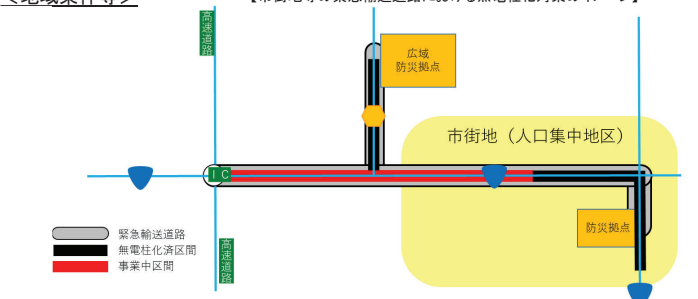 高速道路
広域
防災拠点
市街地（人口集中地区）
IC
防災拠点
緊急輸送道路
無電柱化済区間
事業中区間
高速道路